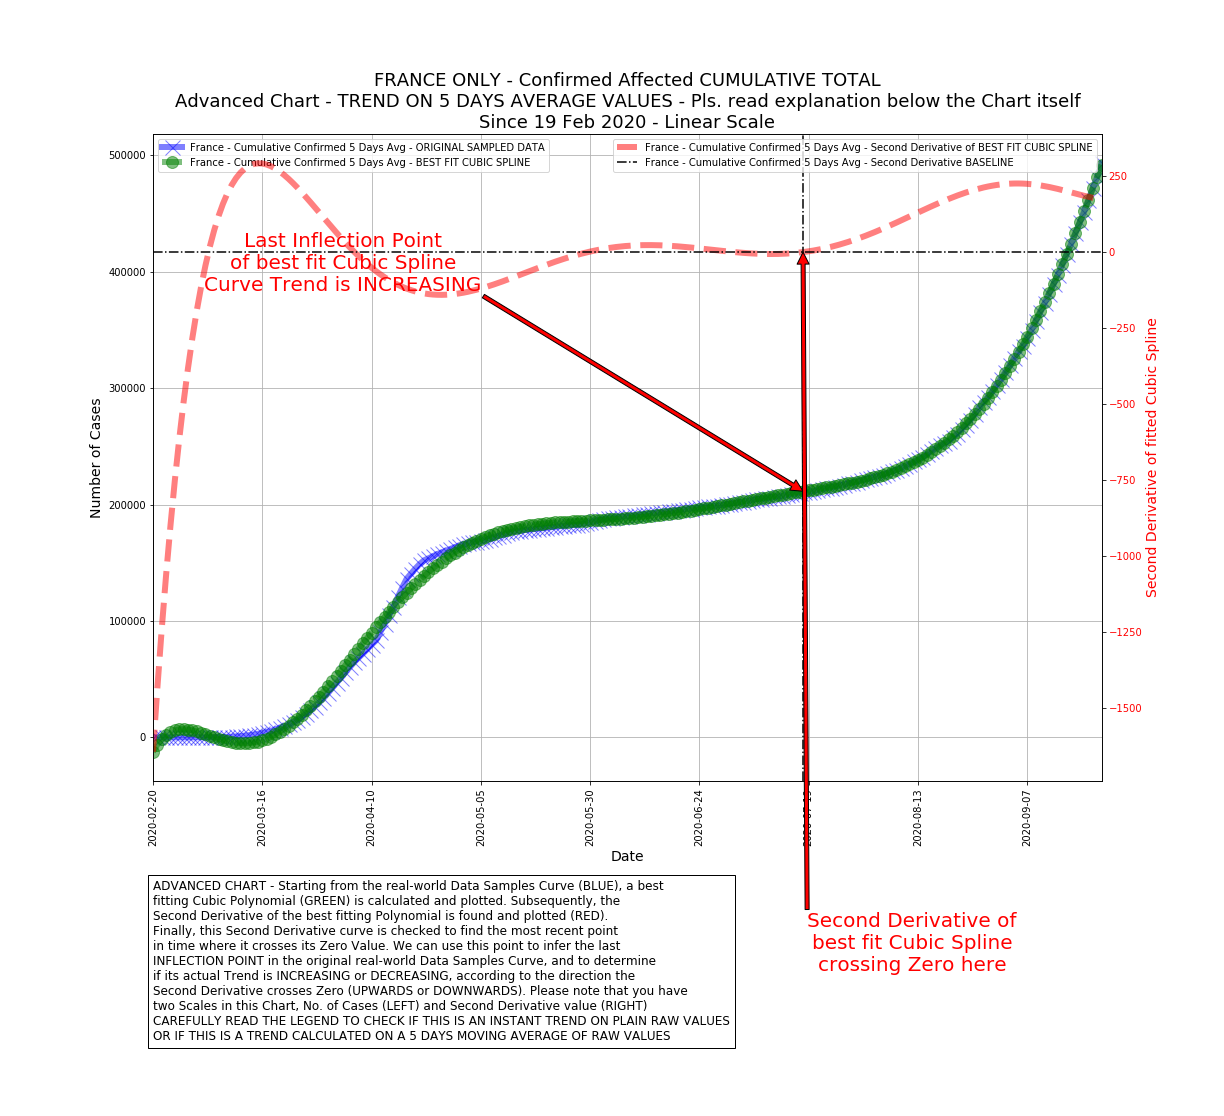 FRANCE ONLY - Confirmed Affected CUMULATIVE TOTAL
Advanced Chart - TREND ON 5 DAYS AVERAGE VALUES - Pls. read explanation below the Chart itself
Since 19 Feb 2020 - Linear Scale
France - Cumulative Confirmed 5 Days Avg - ORIGINAL SAMPLED DATA
France - Cumulative Confirmed 5 Days Avg - BEST FIT CUBIC SPLINE
France - Cumulative Confirmed 5 Days Avg - Second Derivative of BEST FIT CUBIC SPLINE
France - Cumulative Confirmed 5 Days Avg - Second Derivative BASELINE
Last Inflection Point
of best fit Cubic Spline
Curve Trend is INCREASING
Number of Cases
500000
400000
300000
200000
100000
0
250
0
−250
−500
−750
−1000
−1250
−1500
Second Derivative of fitted Cubic Spline
2020-02-20
2020-03-16
2020-04-10
2020-05-05
2020-05-30
2020-06-24
2020-07-19
2020-08-13
2020-09-07
Date
ADVANCED CHART - Starting from the real-world Data Samples Curve (BLUE), a best
fitting Cubic Polynomial (GREEN) is calculated and plotted. Subsequently, the
Second Derivative of the best fitting Polynomial is found and plotted (RED).
Finally, this Second Derivative curve is checked to find the most recent point
in time where it crosses its Zero Value. We can use this point to infer the last
INFLECTION POINT in the original real-world Data Samples Curve, and to determine
if its actual Trend is INCREASING or DECREASING, according to the direction the
Second Derivative crosses Zero (UPWARDS or DOWNWARDS). Please note that you have
two Scales in this Chart, No. of Cases (LEFT) and Second Derivative value (RIGHT)
CAREFULLY READ THE LEGEND TO CHECK IF THIS IS AN INSTANT TREND ON PLAIN RAW VALUES
OR IF THIS IS A TREND CALCULATED ON A 5 DAYS MOVING AVERAGE OF RAW VALUES
Second Derivative of
best fit Cubic Spline
crossing Zero here